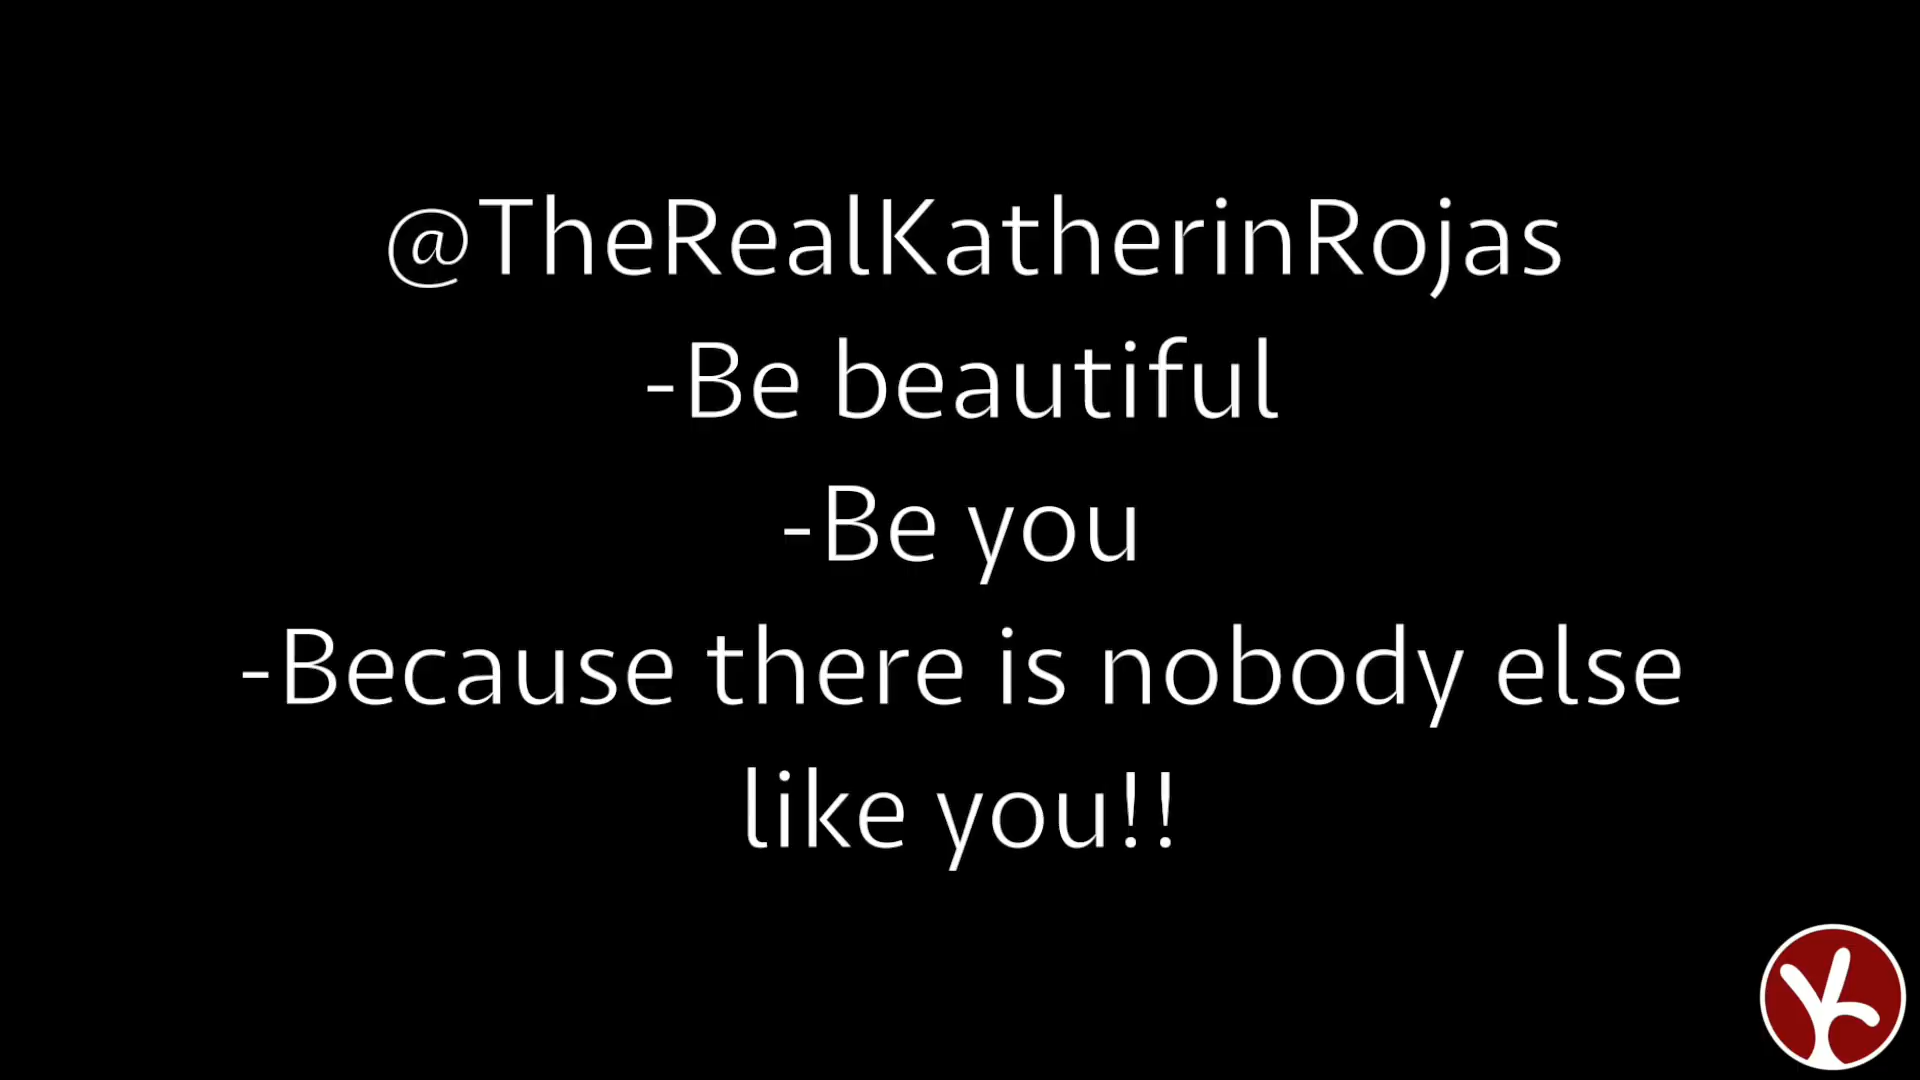 @TheRealKatherinRojas
-Be beautiful
-Be you
-Because there is nobody else
like you!!